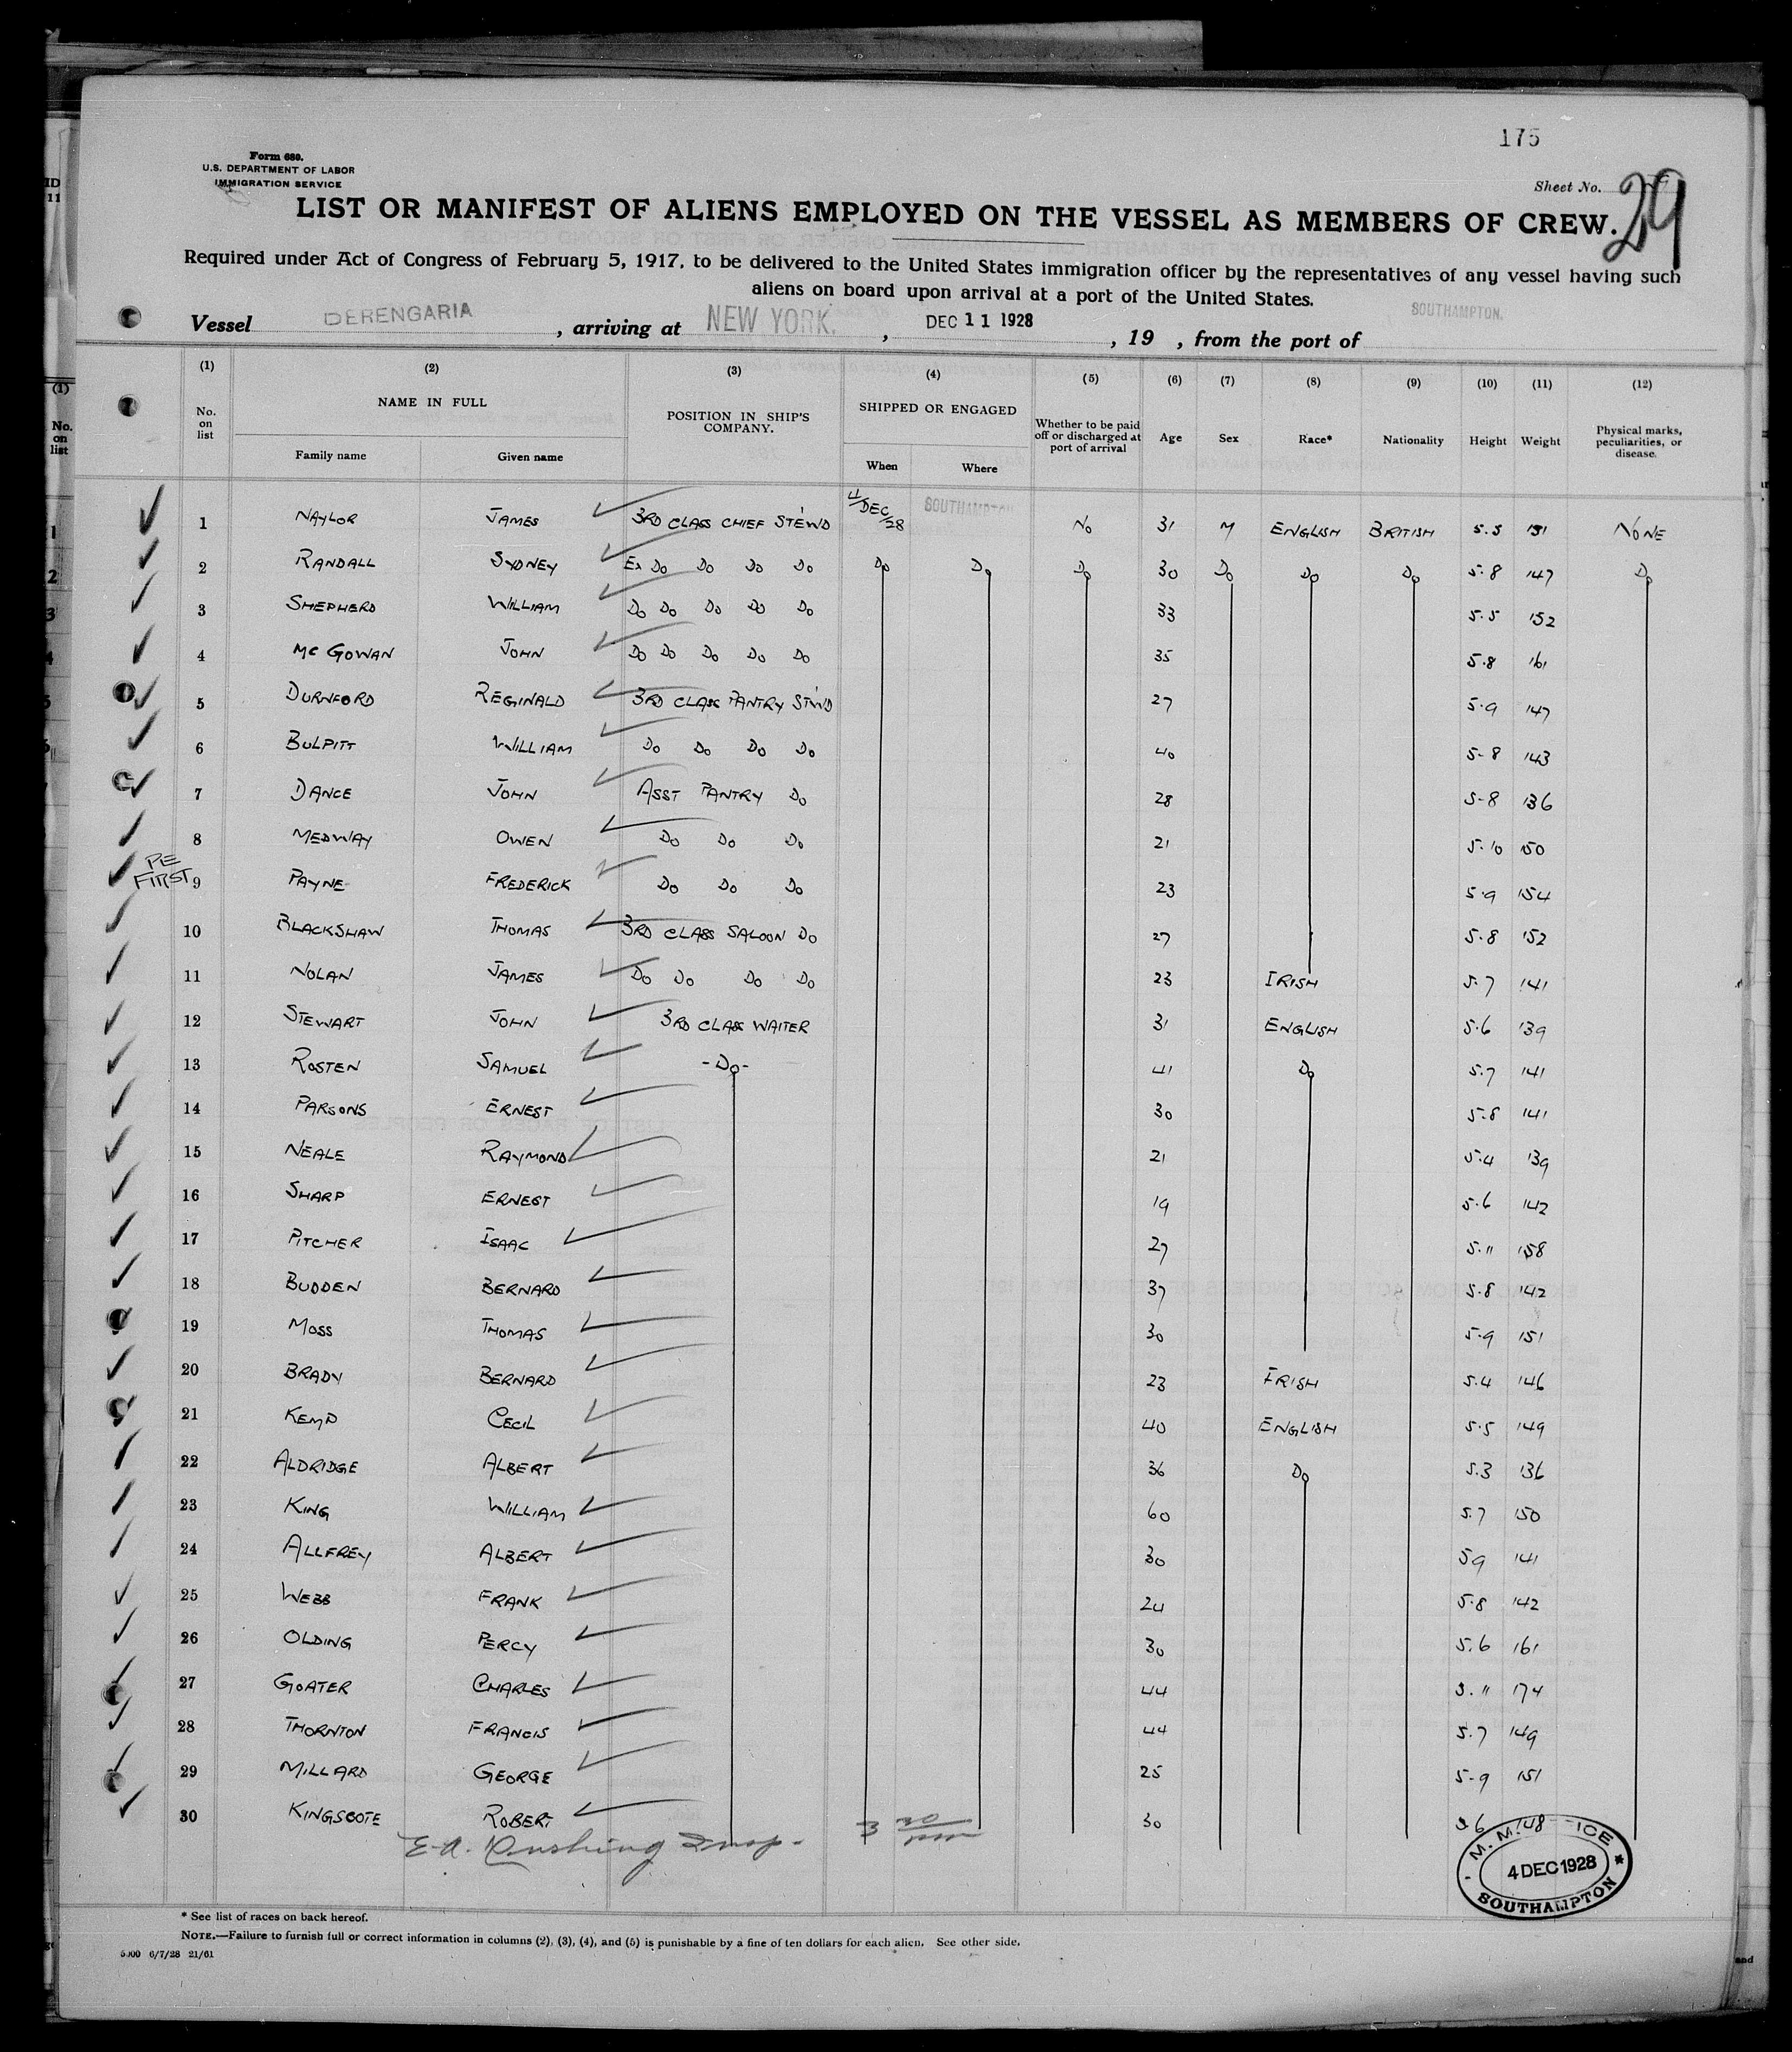 175
Form 689.
U.S. DEPARTMENT OF LABOR
IMMIGRATION SERVICE
Sheet No. 29
LIST OR MANIFEST OF ALIENS EMPLOYED ON THE VESSEL AS MEMBERS OF CREW.
Required under Act of Congress of February 5, 1917, to be delivered to the United States immigration officer by the representatives of any vessel having such
aliens on board upon arrival at a port of the United States.
Vessel BERENGARIA, arriving at NEW YORK, DEC 11 1928, 19 , from the port of SOUTHAMPTON.
(1) (2) (3) (4) (5) (6) (7) (8) (9) (10) (11) (12)
No. on list NAME IN FULL POSITION IN SHIP'S COMPANY. SHIPPED OR ENGAGED Whether to be paid off or discharged at port of arrival Age Sex Race* Nationality Height Weight Physical marks, peculiarities, or disease.
Family name Given name When Where
1 NAYLOR JAMES 3RD CLASS CHIEF STEWD 4/DEC/28 SOUTHAMPTON No 31 M ENGLISH BRITISH 5.5 131 NONE
2 RANDALL SYDNEY Ex Do Do Do Do Do Do Do 30 Do Do Do 5.8 147 Do
3 SHEPHERD WILLIAM Do Do Do Do Do 33 5.5 152
4 MC GOWAN JOHN Do Do Do Do Do 35 5.8 161
5 DURNFORD REGINALD 3RD CLASS PANTRY STWD 27 5.9 147
6 BULPITT WILLIAM Do Do Do Do 40 5-8 143
7 DANCE JOHN ASST PANTRY Do 28 5-8 136
8 MEDWAY OWEN Do Do Do 21 5.10 150
PE FIRST 9 PAYNE FREDERICK Do Do Do 23 5.9 154
10 BLACKSHAW THOMAS 3RD CLASS SALOON Do 27 5.8 152
11 NOLAN JAMES Do Do Do Do 23 IRISH 5.7 141
12 STEWART JOHN 3RD CLASS WAITER 31 ENGLISH 5.6 139
13 ROSTEN SAMUEL -Do- 41 Do 5.7 141
14 PARSONS ERNEST 30 5.8 141
15 NEALE RAYMOND 21 5.4 139
16 SHARP ERNEST 19 5.6 142
17 PITCHER ISAAC 27 5.11 158
18 BUDDEN BERNARD 37 5.8 142
19 MOSS THOMAS 30 5.9 151
20 BRADY BERNARD 23 IRISH 5.4 146
21 KEMP CECIL 40 ENGLISH 5.5 149
22 ALDRIDGE ALBERT 36 Do 5.3 136
23 KING WILLIAM 60 5.7 150
24 ALLFREY ALBERT 30 59 141
25 WEBB FRANK 24 5.8 142
26 OLDING PERCY 30 5.6 161
27 GOATER CHARLES 44 5.11 174
28 THORNTON FRANCIS 44 5.7 149
29 MILLARD GEORGE 25 5-9 151
30 KINGSCOTE ROBERT 30 5.6 148
E.A. Cushing Insp. 3
M. M. OFFICE
4 DEC 1928
SOUTHAMPTON
* See list of races on back hereof.
NOTE.—Failure to furnish full or correct information in columns (2), (3), (4), and (5) is punishable by a fine of ten dollars for each alien. See other side.
5000 6/7/28 21/61